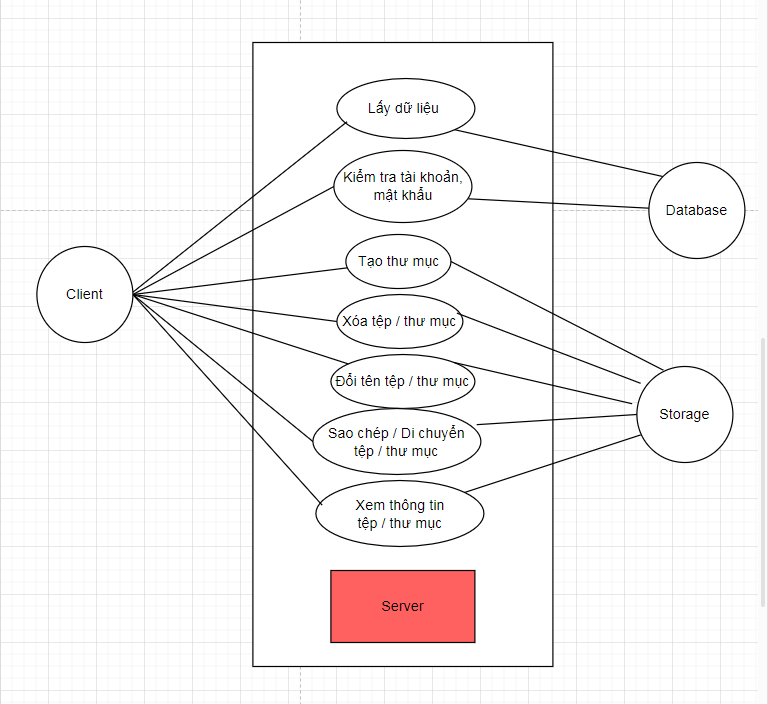 Lấy dữ liệu
Kiểm tra tài khoản,
mật khẩu
Database
Tạo thư mục
Client
Xóa tệp / thư mục
Đổi tên tệp / thư mục
Storage
Sao chép / Di chuyển
tệp / thư mục
Xem thông tin
tệp / thư mục
Server